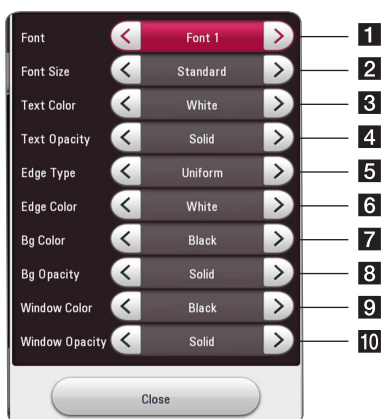 Font Font 1 1
Font Size Standard 2
Text Color White 3
Text Opacity Solid 4
Edge Type Uniform 5
Edge Color White 6
Bg Color Black 7
Bg Opacity Solid 8
Window Color Black 9
Window Opacity Solid 10
Close